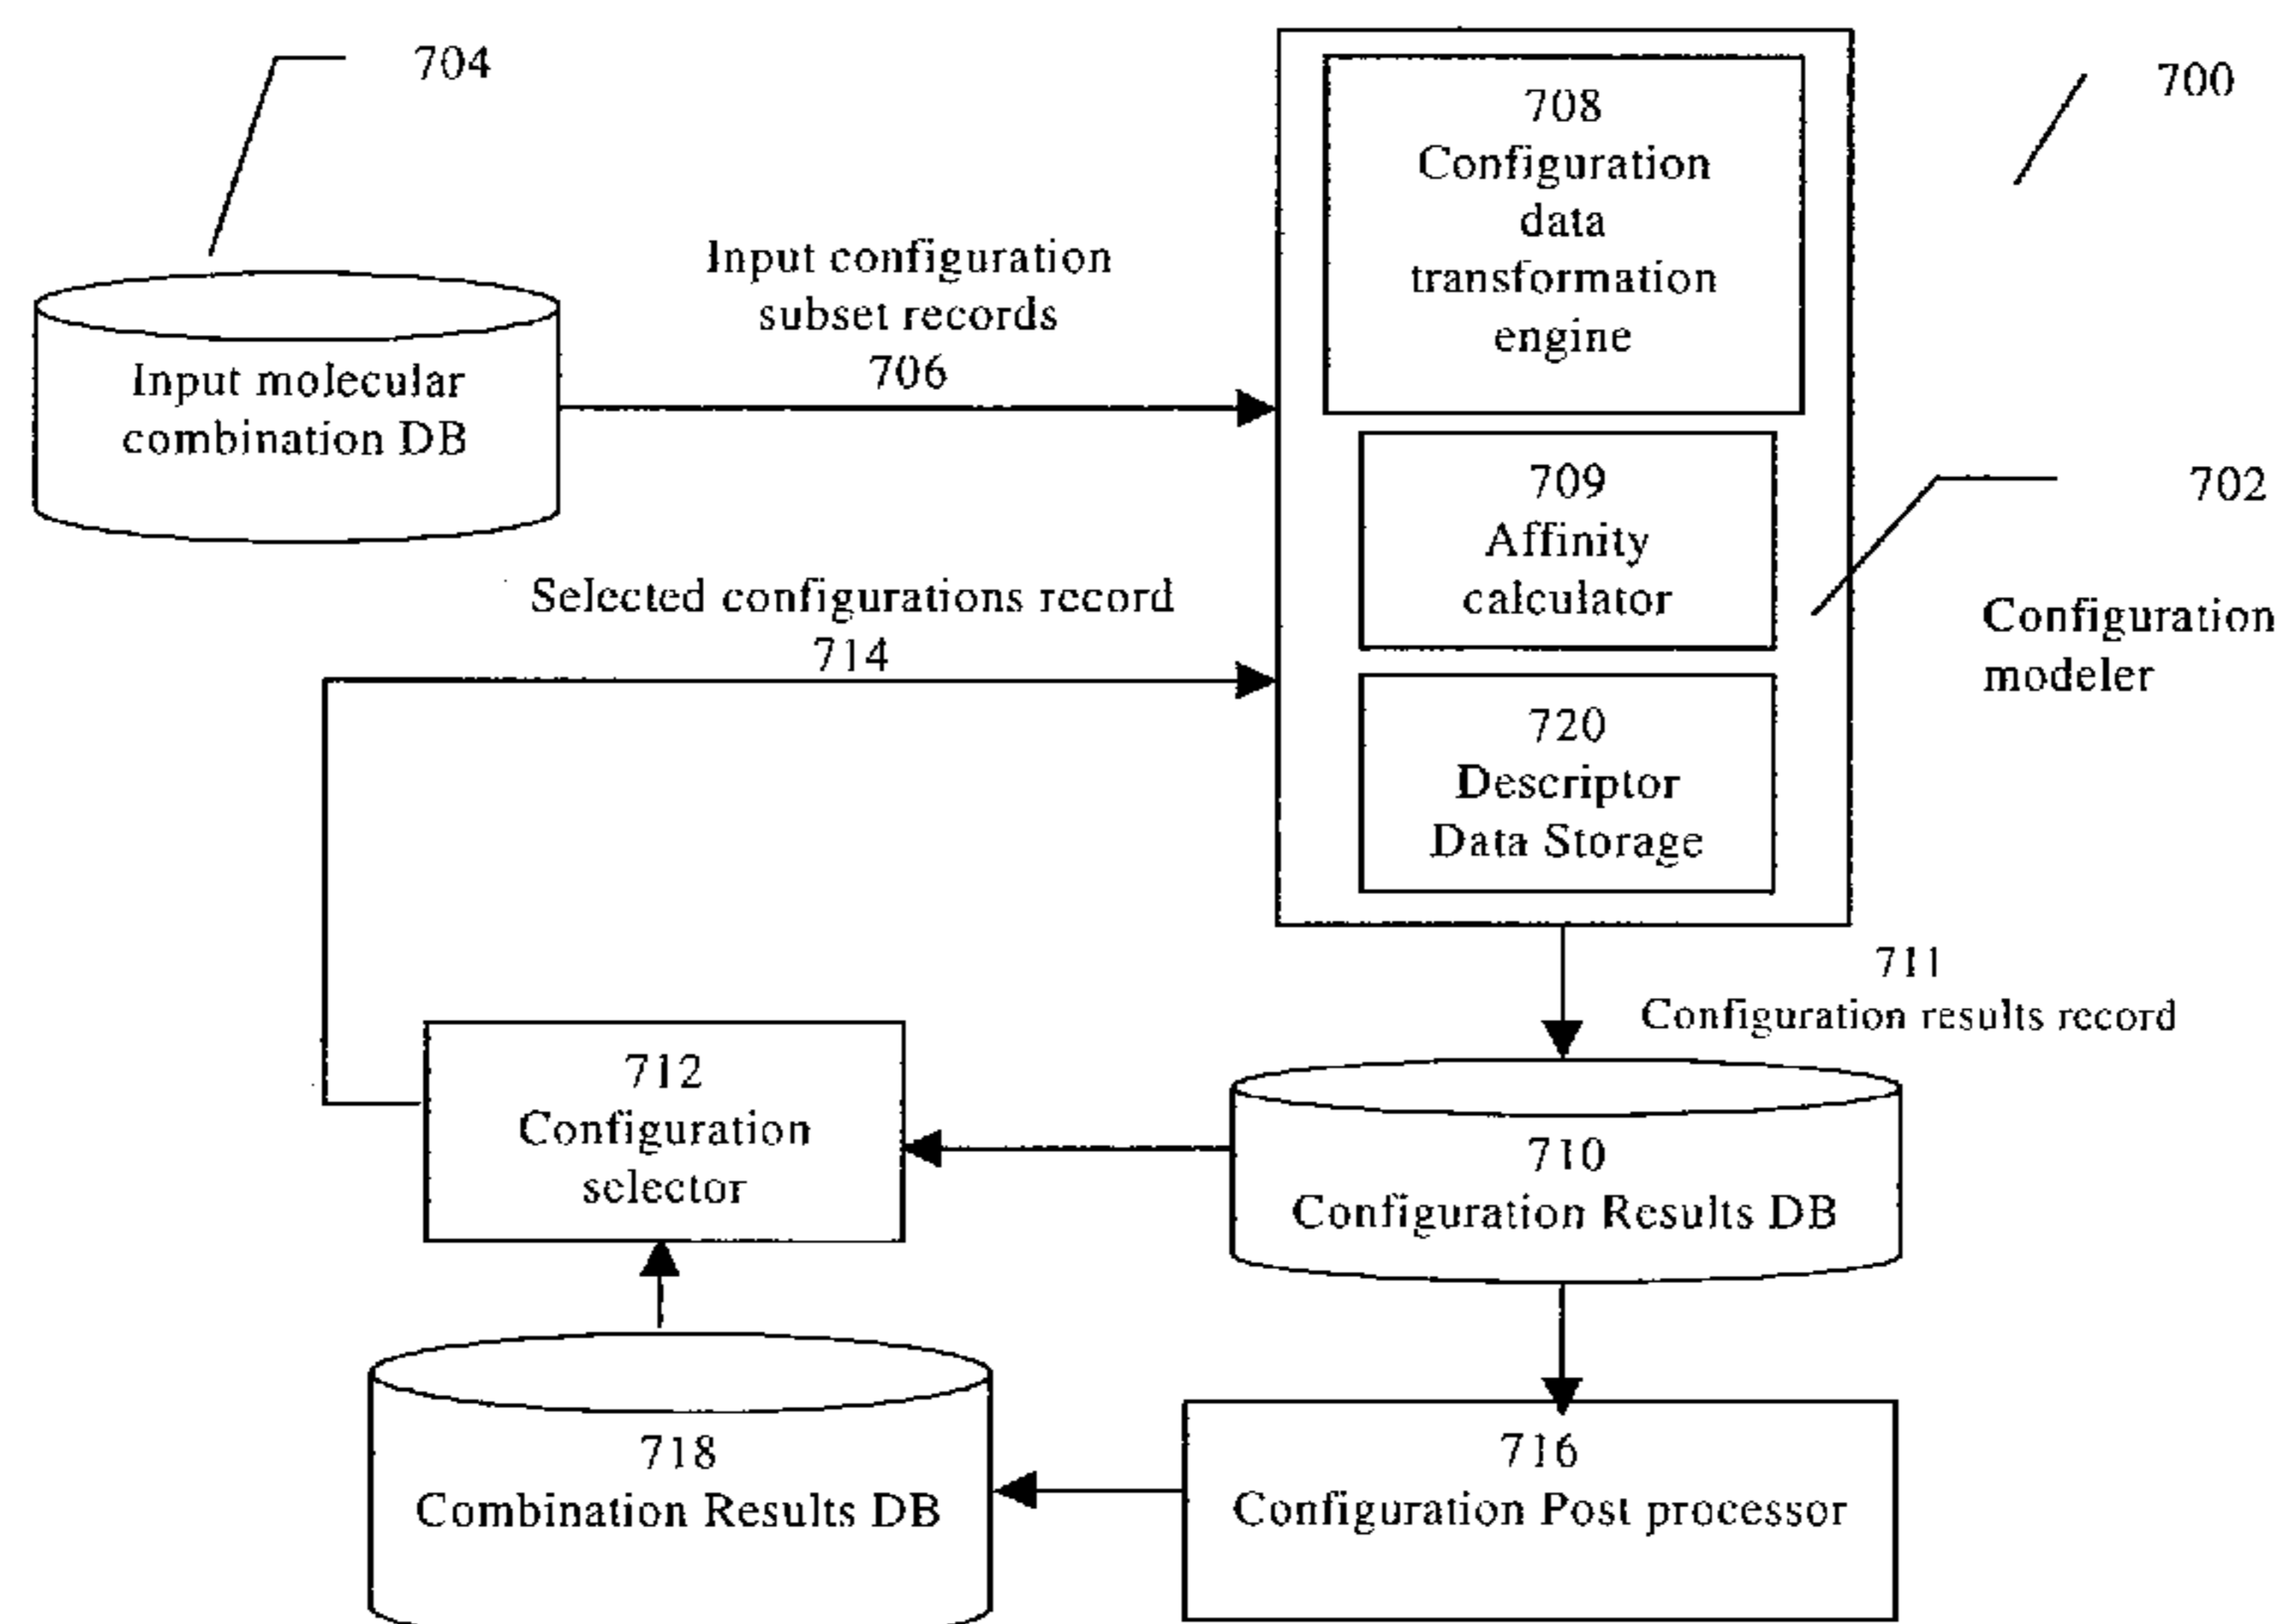 704
700
708
Configuration
data
transformation
engine
Input configuration
subset records
706
Input molecular
combination DB
709
Affinity
calculator
702
Configuration
modeler
Selected configurations record
714
720
Descriptor
Data Storage
711
Configuration results record
712
Configuration
selector
710
Configuration Results DB
718
Combination Results DB
716
Configuration Post processor